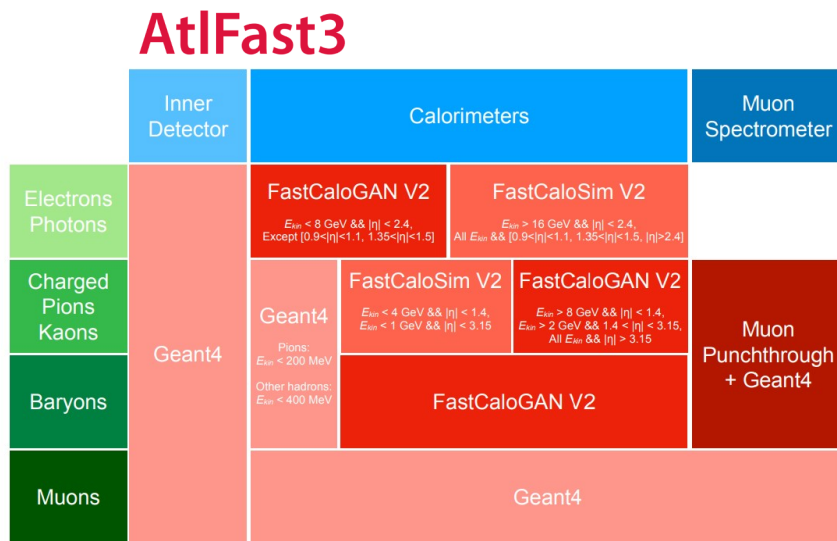 AtlFast3
Inner
Detector
Calorimeters
Muon
Spectrometer
Electrons
Photons
FastCaloGAN V2
Ekin < 8 GeV && |η| < 2.4,
Except [0.9<|η|<1.1, 1.35<|η|<1.5]
FastCaloSim V2
Ekin > 16 GeV && |η| < 2.4,
All Ekin && [0.9<|η|<1.1, 1.35<|η|<1.5, |η|>2.4]
Charged
Pions
Kaons
Geant4
Geant4
Pions:
Ekin < 200 MeV
Other hadrons:
Ekin < 400 MeV
FastCaloSim V2
Ekin < 4 GeV && |η| < 1.4,
Ekin < 1 GeV && |η| < 3.15
FastCaloGAN V2
Ekin > 8 GeV && |η| < 1.4,
Ekin > 2 GeV && 1.4 < |η| < 3.15,
All Ekin && |η| > 3.15
Muon
Punchthrough
+ Geant4
Baryons
FastCaloGAN V2
Muons
Geant4